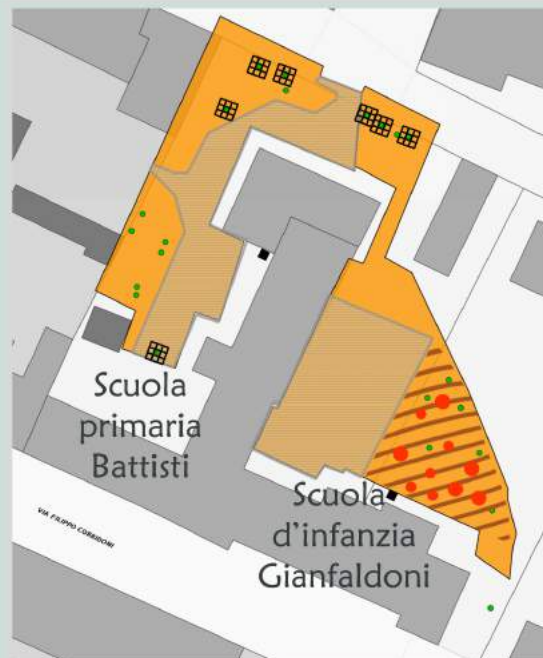 Scuola
primaria
Battisti
Scuola
d'infanzia
Gianfaldoni
VIA FILIPPO CORRIDONI